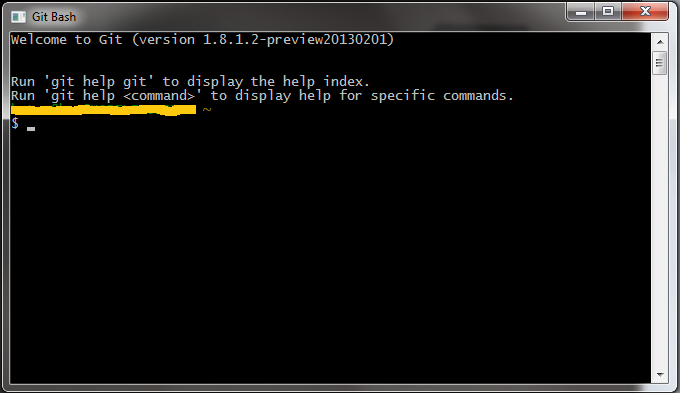 Git Bash
Welcome to Git (version 1.8.1.2-preview20130201)
Run 'git help git' to display the help index.
Run 'git help <command>' to display help for specific commands.
~
$